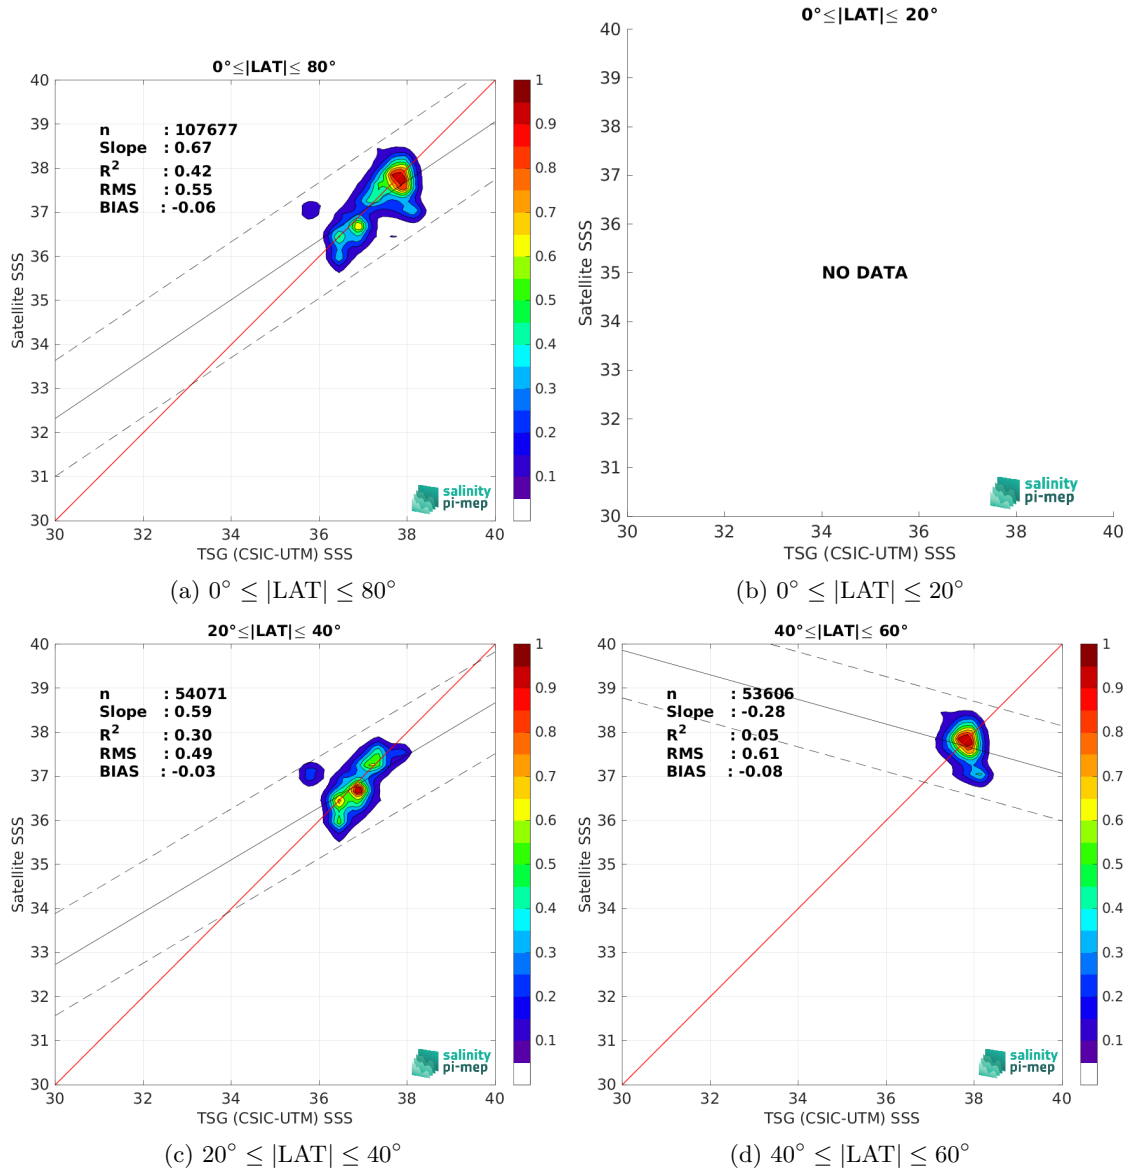 0°≤|LAT|≤ 80°
40
39
38
37
36
35
34
33
32
31
30
Satellite SSS
n : 107677
Slope : 0.67
R² : 0.42
RMS : 0.55
BIAS : -0.06
salinity
pi-mep
30 32 34 36 38 40
TSG (CSIC-UTM) SSS
1
0.9
0.8
0.7
0.6
0.5
0.4
0.3
0.2
0.1
(a) 0° ≤ |LAT| ≤ 80°
0°≤|LAT|≤ 20°
40
39
38
37
36
35
34
33
32
31
30
Satellite SSS
NO DATA
salinity
pi-mep
30 32 34 36 38 40
TSG (CSIC-UTM) SSS
(b) 0° ≤ |LAT| ≤ 20°
20°≤|LAT|≤ 40°
40
39
38
37
36
35
34
33
32
31
30
Satellite SSS
n : 54071
Slope : 0.59
R² : 0.30
RMS : 0.49
BIAS : -0.03
salinity
pi-mep
30 32 34 36 38 40
TSG (CSIC-UTM) SSS
1
0.9
0.8
0.7
0.6
0.5
0.4
0.3
0.2
0.1
(c) 20° ≤ |LAT| ≤ 40°
40°≤|LAT|≤ 60°
40
39
38
37
36
35
34
33
32
31
30
Satellite SSS
n : 53606
Slope : -0.28
R² : 0.05
RMS : 0.61
BIAS : -0.08
salinity
pi-mep
30 32 34 36 38 40
TSG (CSIC-UTM) SSS
1
0.9
0.8
0.7
0.6
0.5
0.4
0.3
0.2
0.1
(d) 40° ≤ |LAT| ≤ 60°